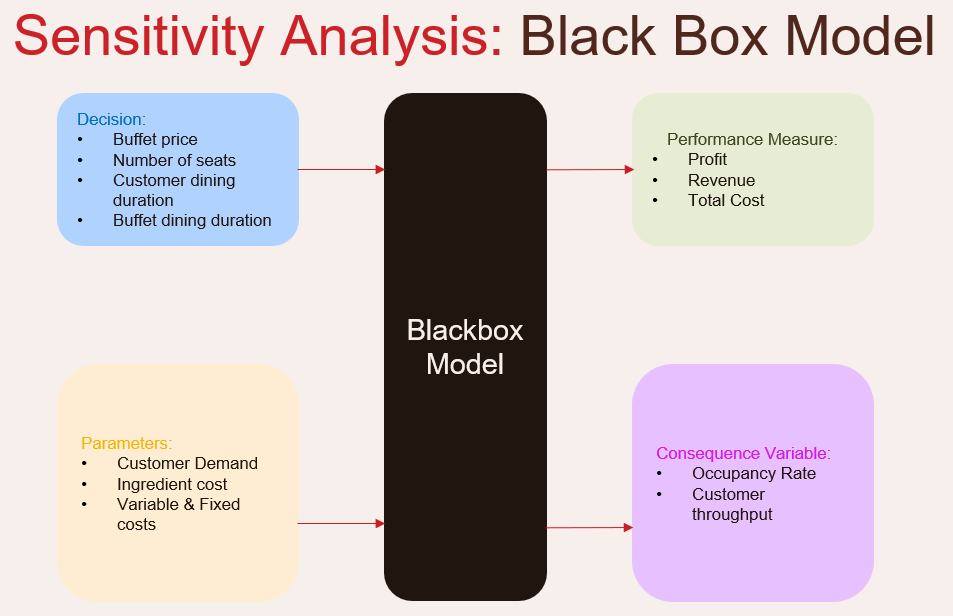 Sensitivity Analysis: Black Box Model
Decision:
• Buffet price
• Number of seats
• Customer dining
duration
• Buffet dining duration
Blackbox
Model
Performance Measure:
• Profit
• Revenue
• Total Cost
Parameters:
• Customer Demand
• Ingredient cost
• Variable & Fixed
costs
Consequence Variable:
• Occupancy Rate
• Customer
throughput